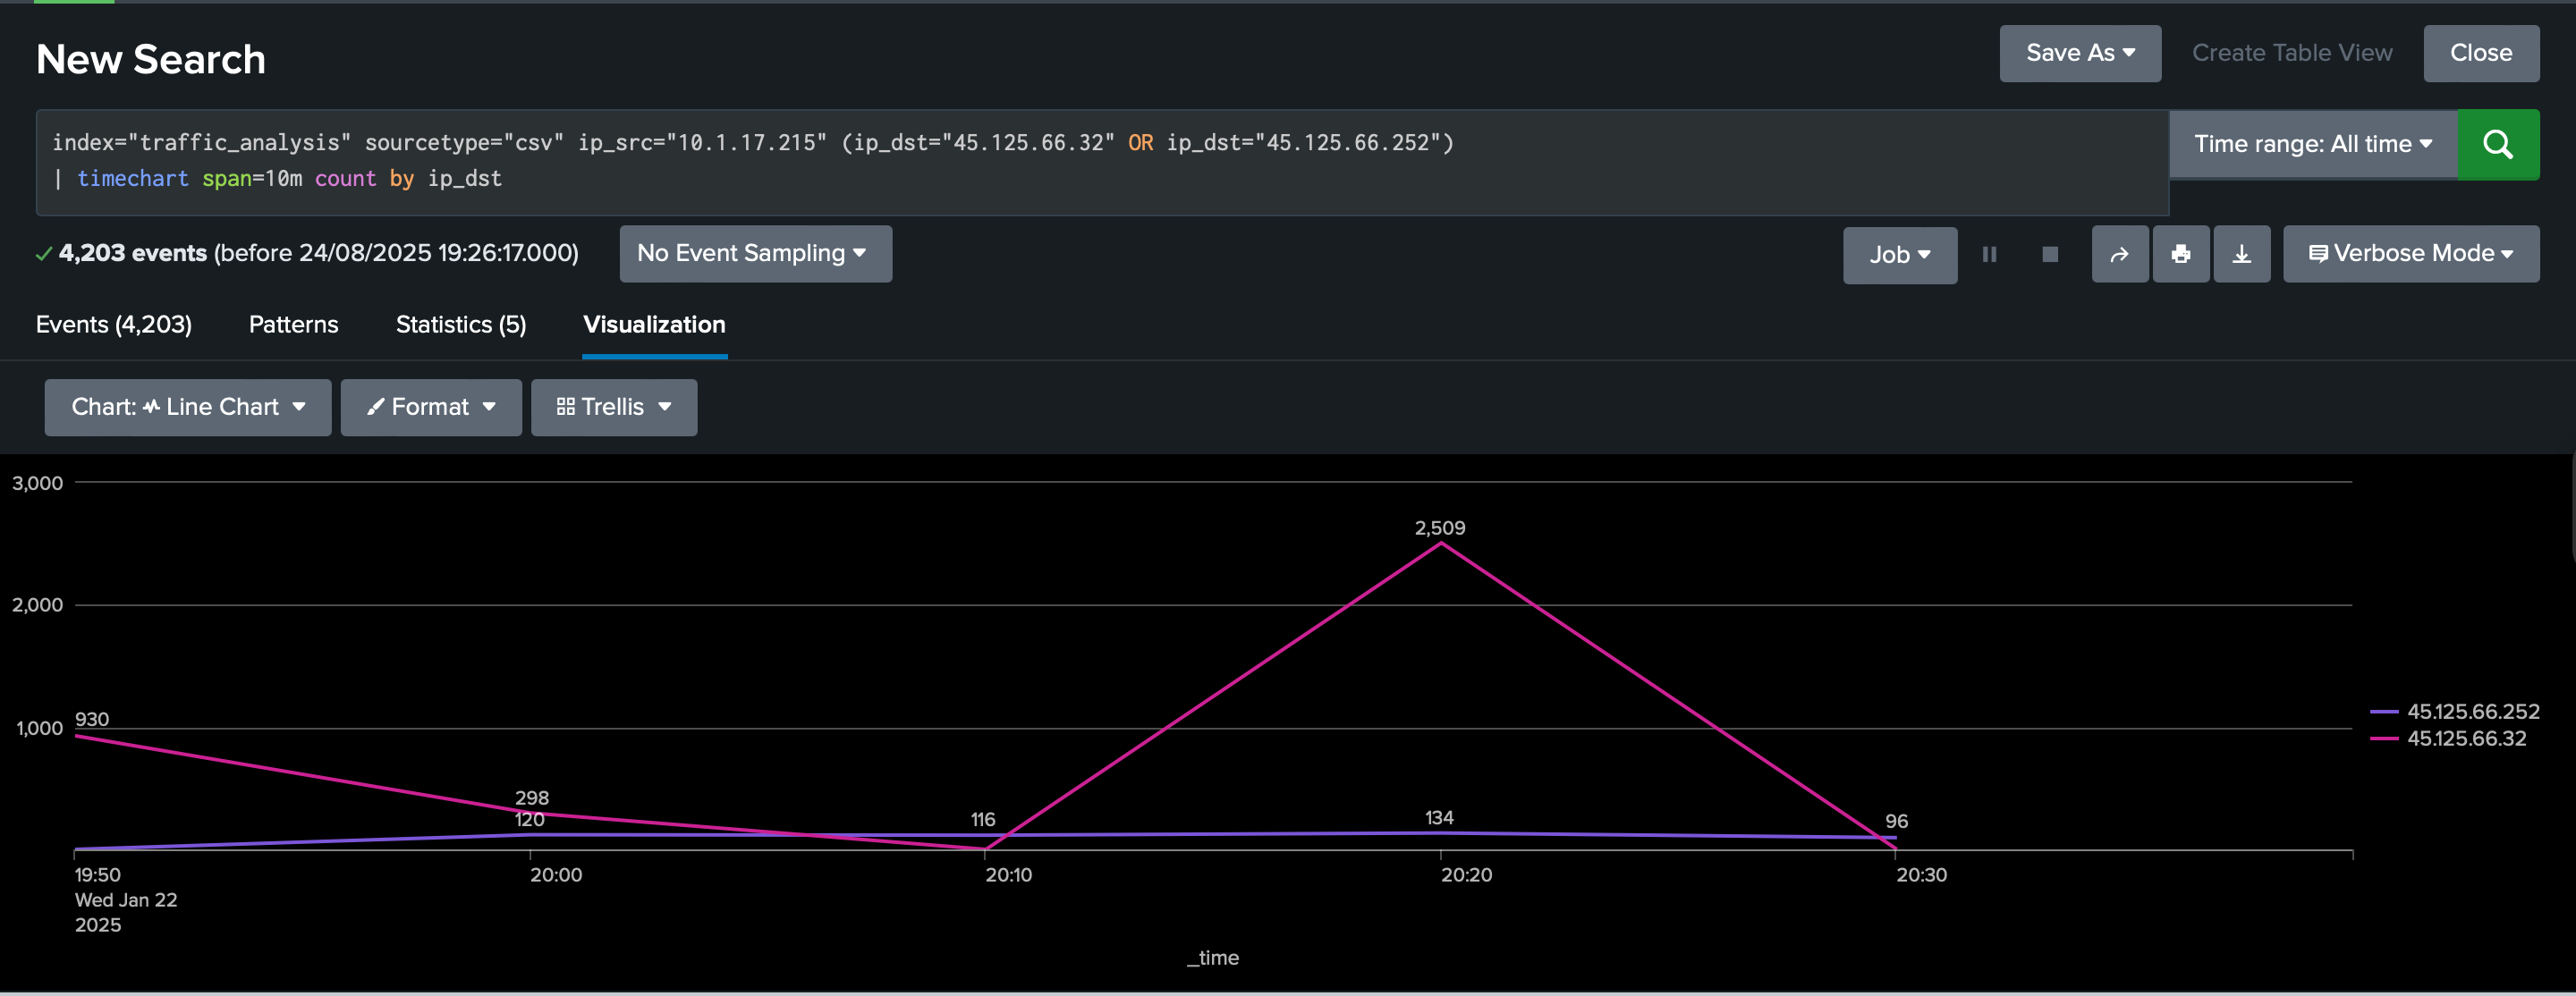 New Search
Save As
Create Table View
Close
index="traffic_analysis" sourcetype="csv" ip_src="10.1.17.215" (ip_dst="45.125.66.32" OR ip_dst="45.125.66.252")
| timechart span=10m count by ip_dst
Time range: All time
4,203 events (before 24/08/2025 19:26:17.000)
No Event Sampling
Job
Verbose Mode
Events (4,203)
Patterns
Statistics (5)
Visualization
Chart: Line Chart
Format
Trellis
3,000
2,000
1,000
930
298
120
116
2,509
134
96
45.125.66.252
45.125.66.32
19:50
Wed Jan 22
2025
20:00
20:10
20:20
20:30
_time